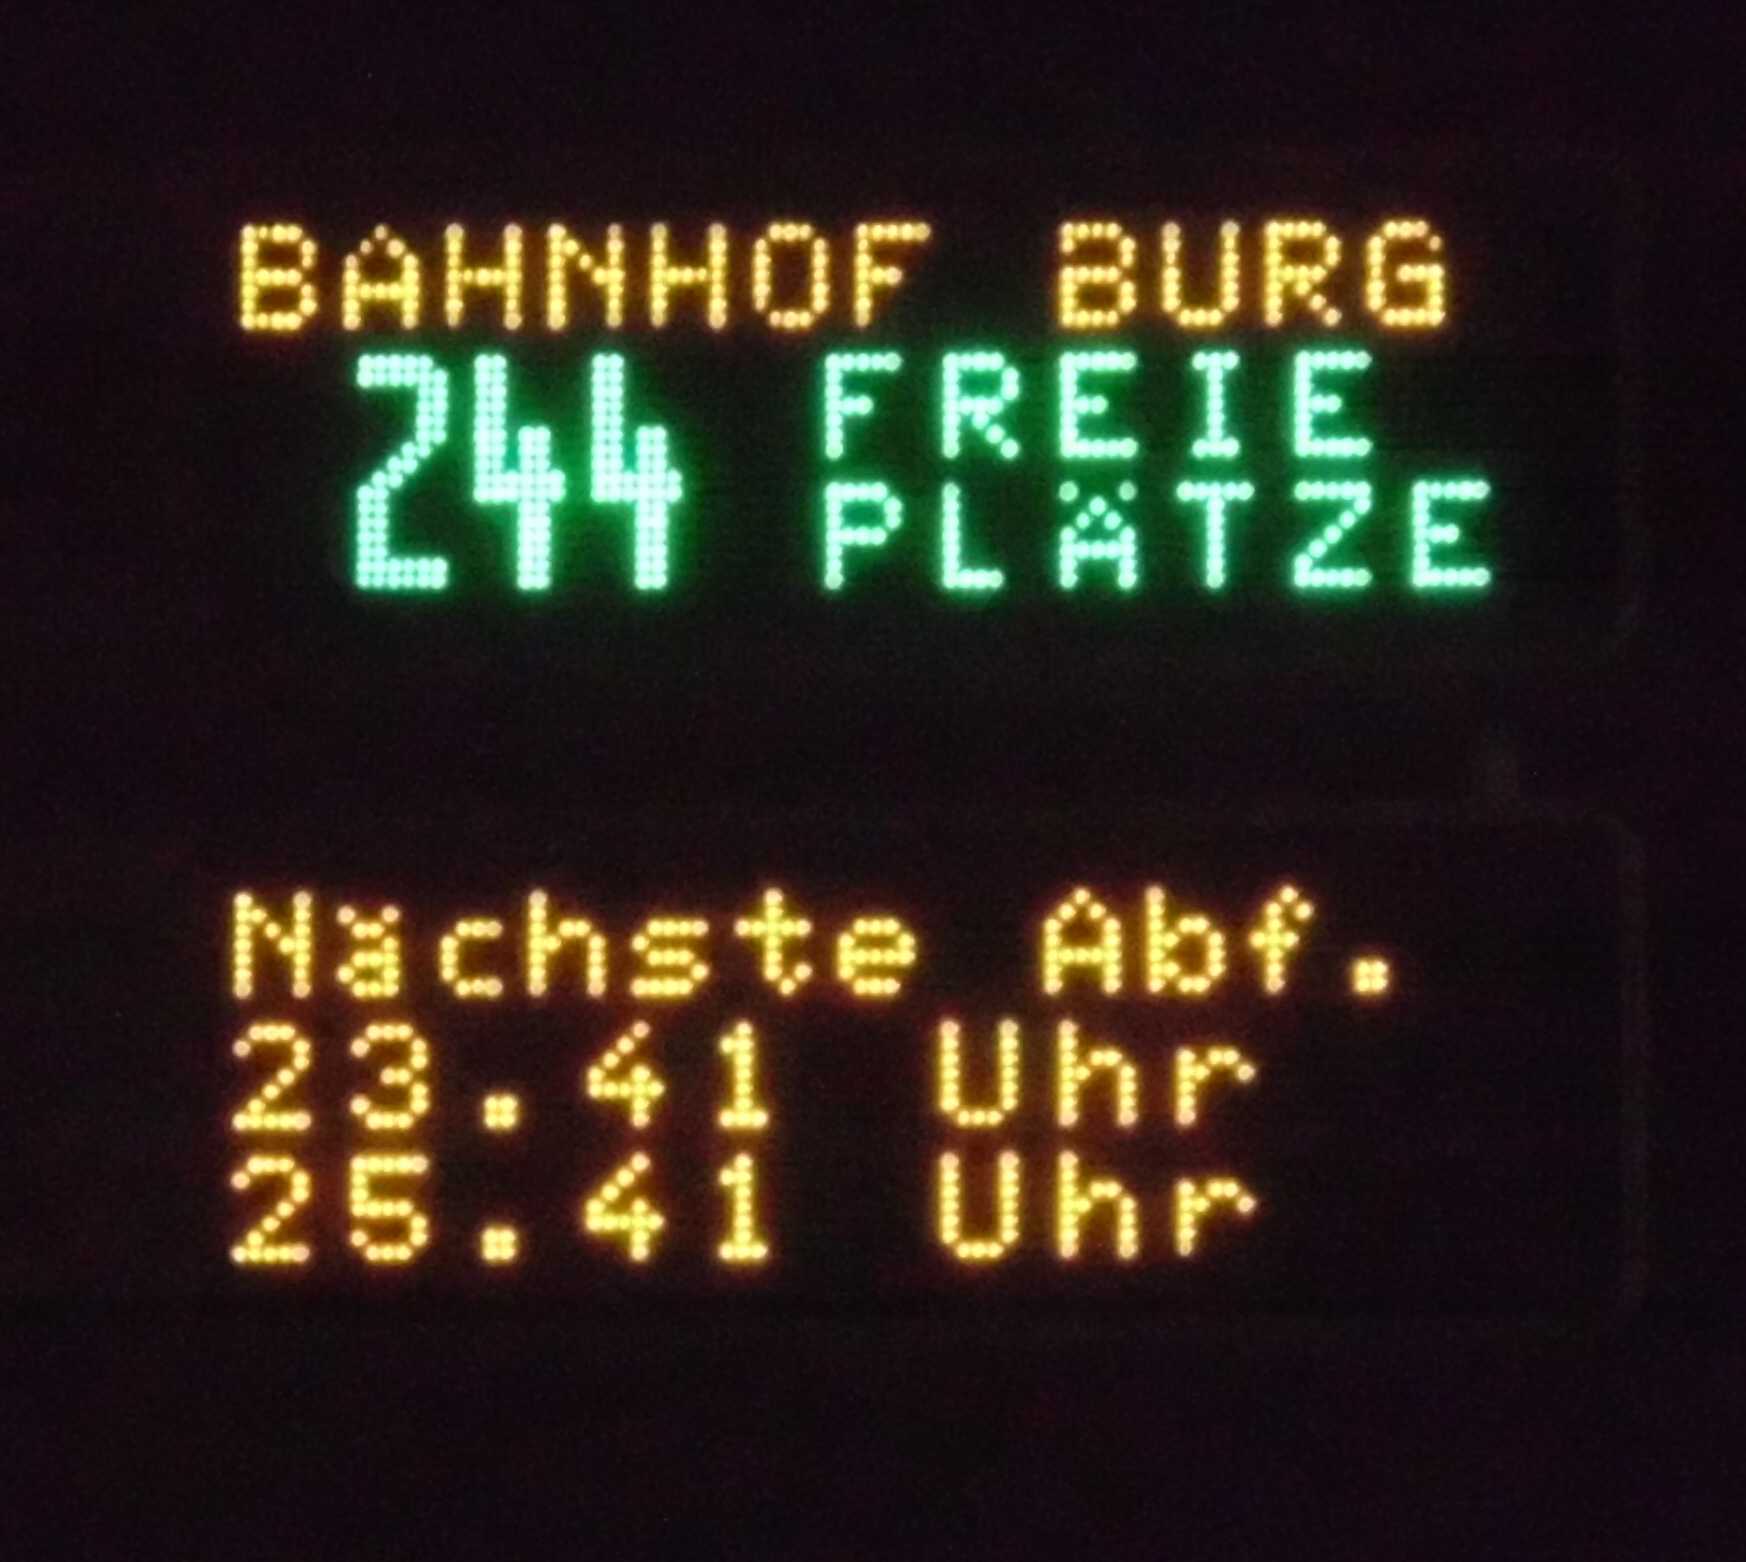 BAHNHOF BURG
244 FREIE
PLÄTZE
Nächste Abf.
23.41 Uhr
25.41 Uhr